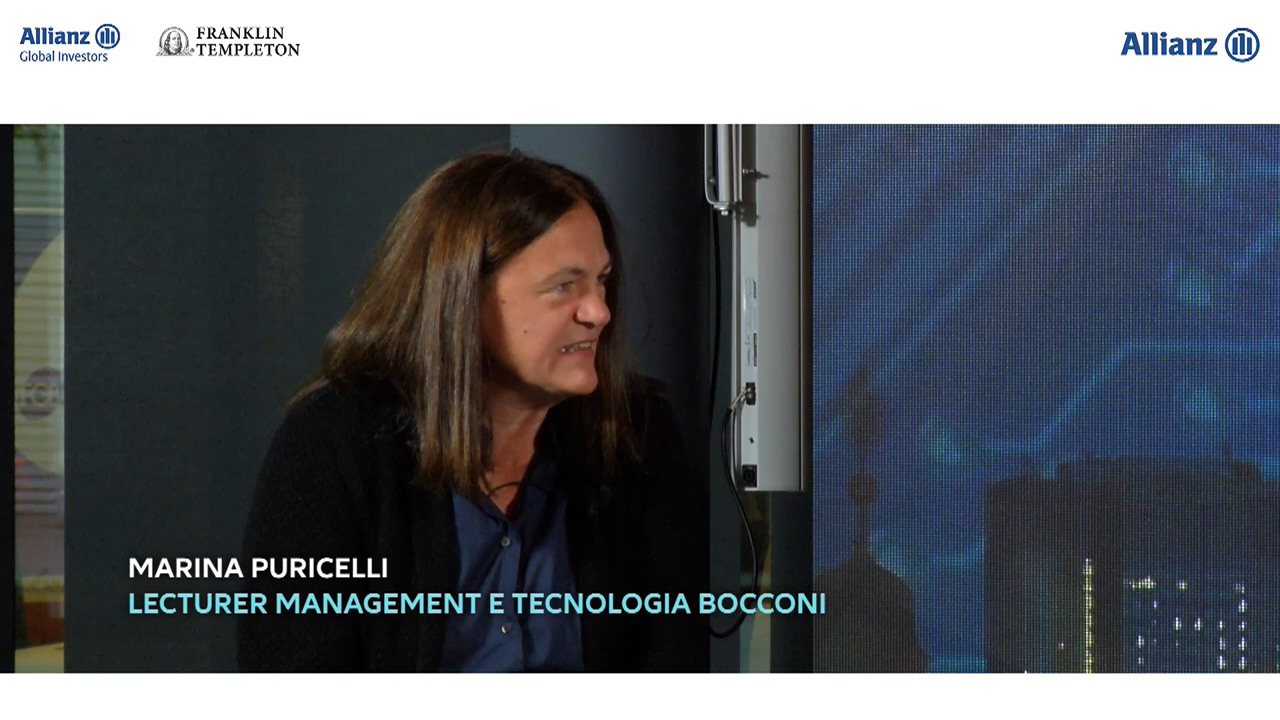 Allianz
Global Investors
FRANKLIN
TEMPLETON
Allianz
MARINA PURICELLI
LECTURER MANAGEMENT E TECNOLOGIA BOCCONI